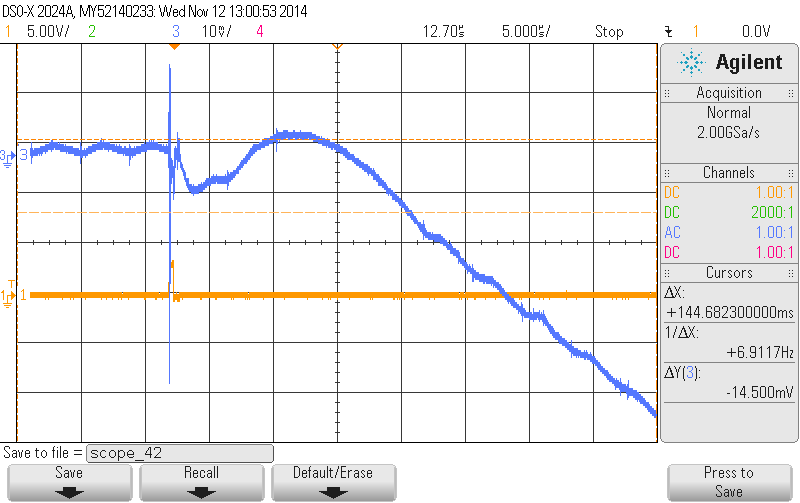 DSO-X 2024A, MY52140233: Wed Nov 12 13:00:53 2014
1 5.00V/ 2 3 10mV/ 4 12.70s 5.000s/ Stop 1 0.0V
Agilent
Acquisition
Normal
2.00GSa/s
Channels
DC 1.00:1
DC 2000:1
AC 1.00:1
DC 1.00:1
Cursors
ΔX:
+144.682300000ms
1/ΔX:
+6.9117Hz
ΔY(3):
-14.500mV
3 3
T
1 1
Save to file = scope_42
Save Recall Default/Erase Press to
Save